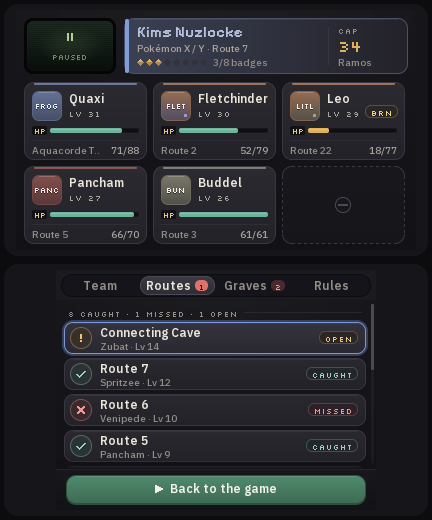 PAUSED
Kims Nuzlocke
Pokémon X / Y · Route 7
3/8 badges
CAP
34
Ramos
FROG
Quaxi
LV 31
HP
Aquacorde T..
71/88
FLET
Fletchinder
LV 30
HP
Route 2
52/79
LITL
Leo
LV 29
BRN
HP
Route 22
18/77
PANC
Pancham
LV 27
HP
Route 5
66/70
BUN
Buddel
LV 26
HP
Route 3
61/61
Team
Routes 1
Graves 2
Rules
8 CAUGHT · 1 MISSED · 1 OPEN
! Connecting Cave
Zubat · Lv 14
OPEN
Route 7
Spritzee · Lv 12
CAUGHT
Route 6
Venipede · Lv 10
MISSED
Route 5
Pancham · Lv 9
CAUGHT
Back to the game